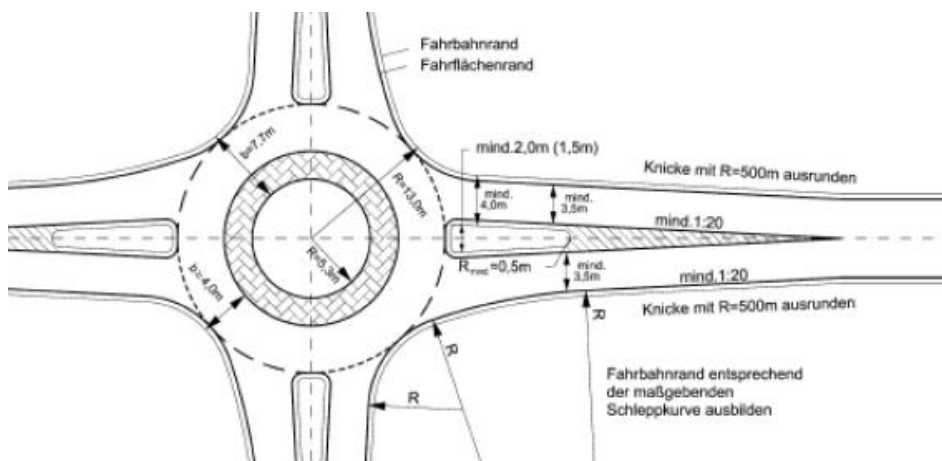 Fahrbahnrand
Fahrflächenrand
b=7,7m
R=13,0m
mind.2,0m (1,5m)
Knicke mit R=500m ausrunden
mind.
4,0m
mind.
3,5m
mind.1:20
R=5,3m
Rmind=0,5m
mind.
3,5m
mind.1:20
b=4,0m
Knicke mit R=500m ausrunden
R
R
R
Fahrbahnrand entsprechend
der maßgebenden
Schleppkurve ausbilden